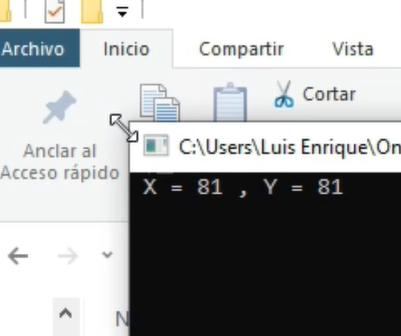 Archivo Inicio Compartir Vista
Cortar
Anclar al
Acceso rápido
C:\Users\Luis Enrique\On
X = 81 , Y = 81
N